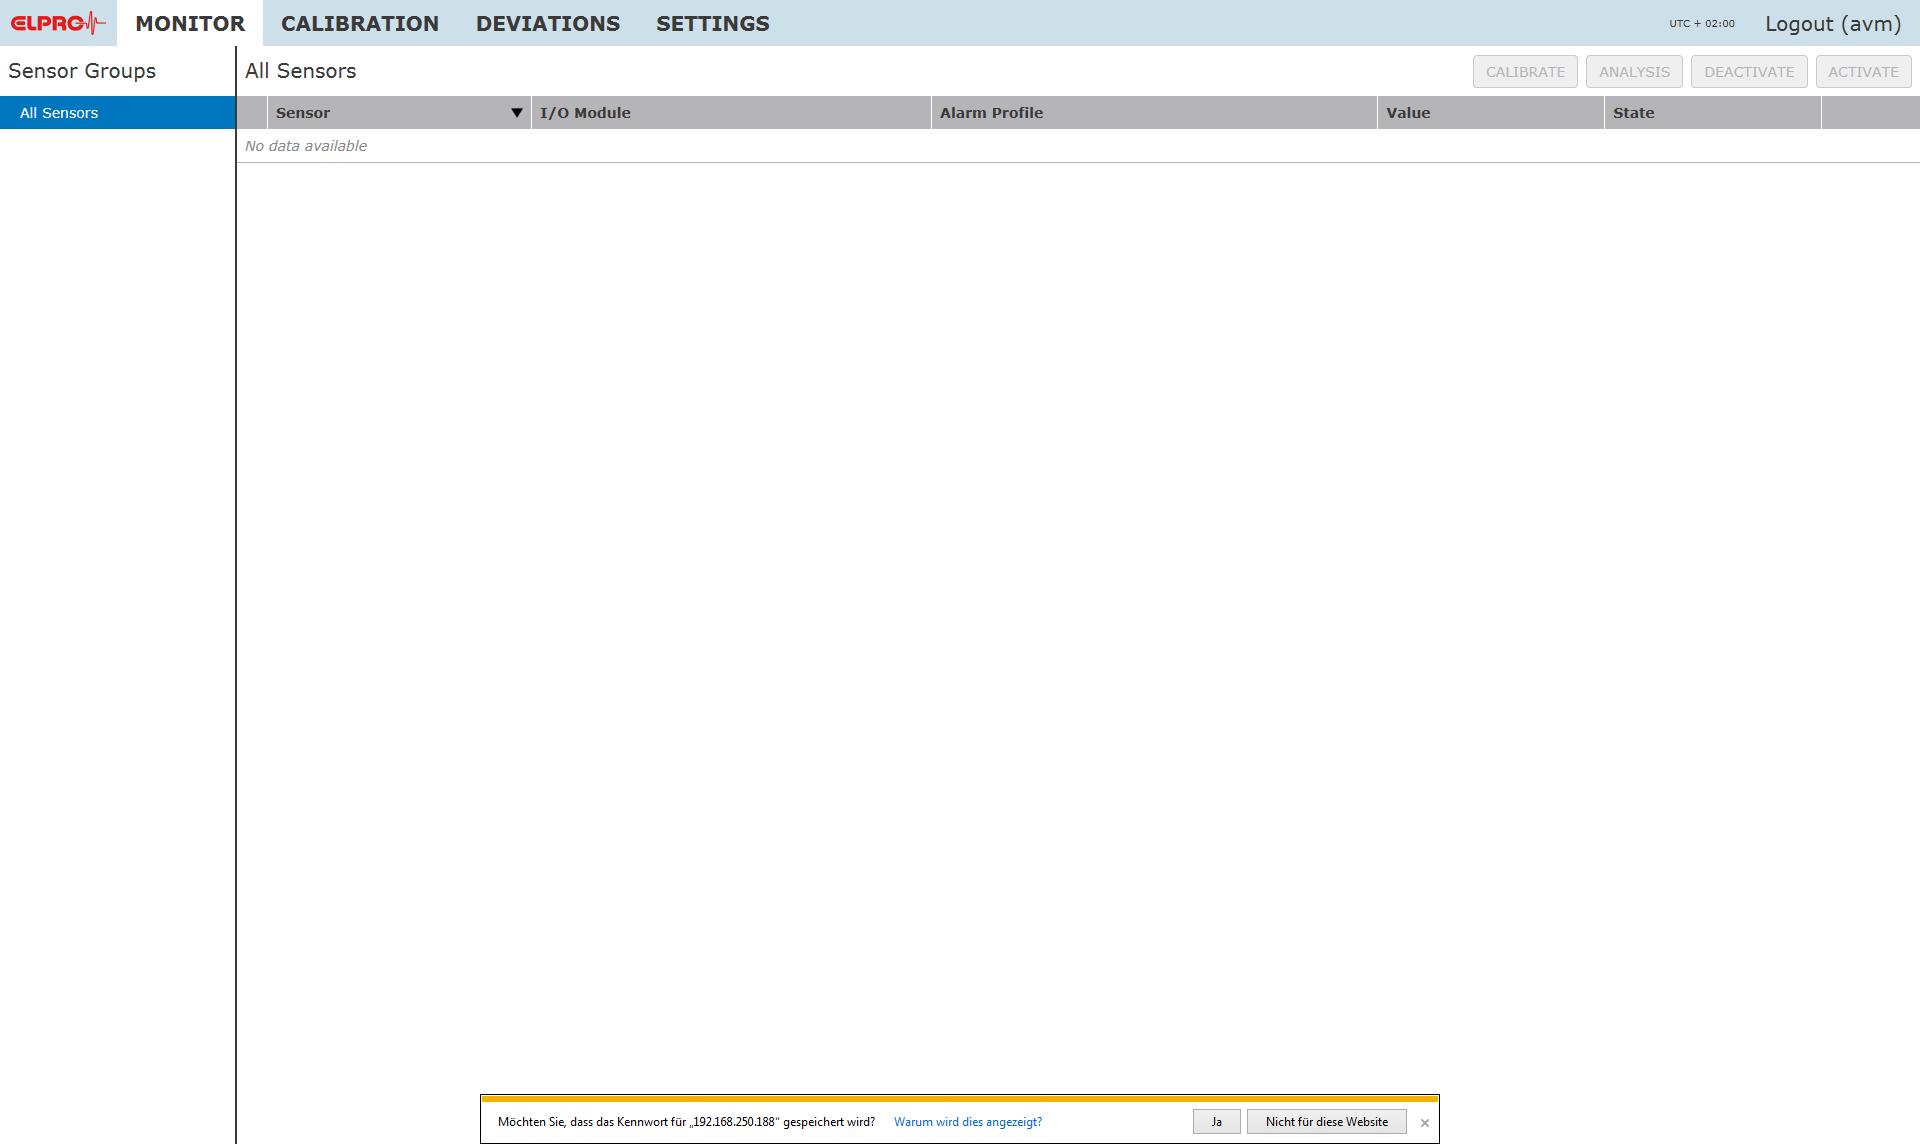 ELPRO MONITOR CALIBRATION DEVIATIONS SETTINGS UTC + 02:00 Logout (avm)
Sensor Groups All Sensors CALIBRATE ANALYSIS DEACTIVATE ACTIVATE
All Sensors Sensor ▼ I/O Module Alarm Profile Value State
No data available
Möchten Sie, dass das Kennwort für „192.168.250.188“ gespeichert wird? Warum wird dies angezeigt? Ja Nicht für diese Website ×